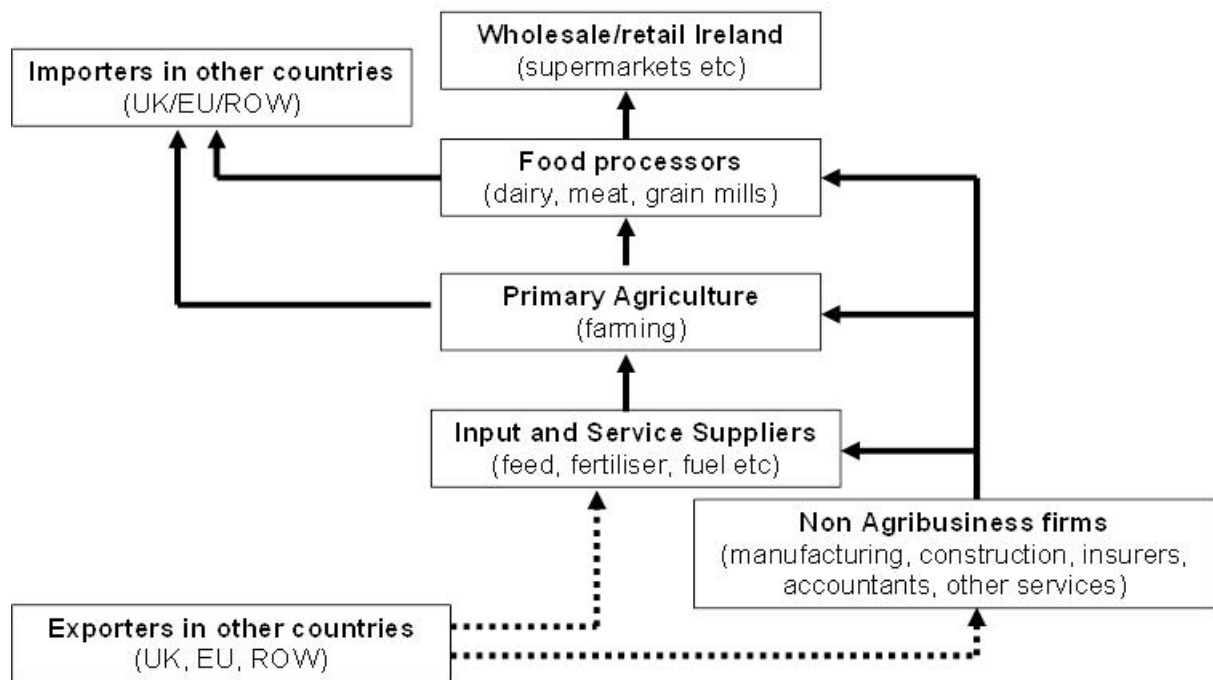 Wholesale/retail Ireland
(supermarkets etc)
Importers in other countries
(UK/EU/ROW)
Food processors
(dairy, meat, grain mills)
Primary Agriculture
(farming)
Input and Service Suppliers
(feed, fertiliser, fuel etc)
Non Agribusiness firms
(manufacturing, construction, insurers,
accountants, other services)
Exporters in other countries
(UK, EU, ROW)